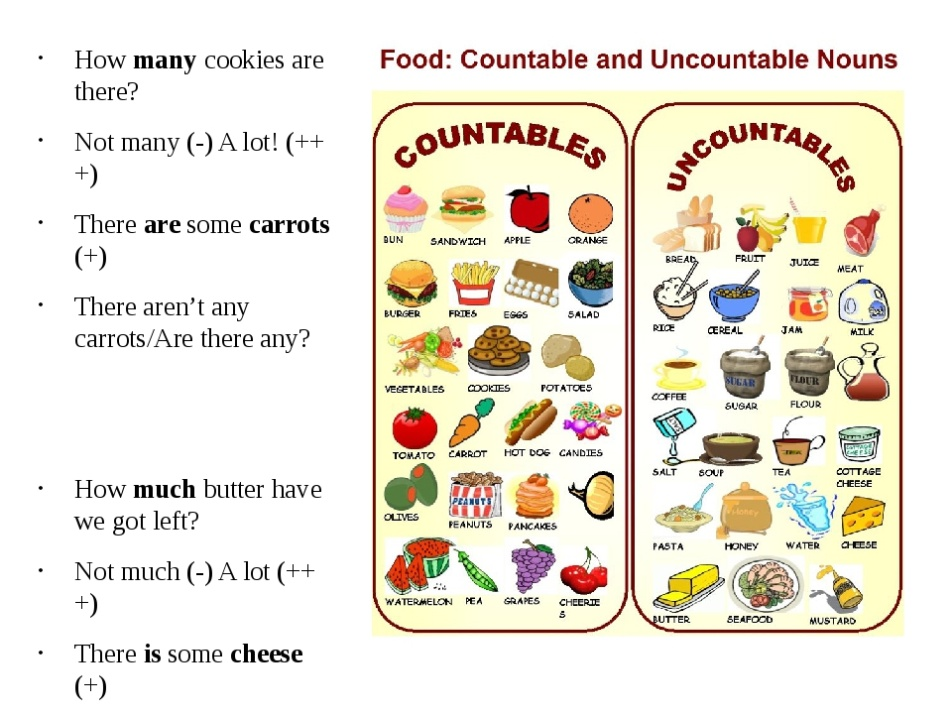 • How many cookies are
there?
• Not many (-) A lot! (++
+)
• There are some carrots
(+)
• There aren’t any
carrots/Are there any?
• How much butter have
we got left?
• Not much (-) A lot (++
+)
• There is some cheese
(+)
Food: Countable and Uncountable Nouns
COUNTABLES
BUN SANDWICH APPLE ORANGE
BURGER FRIES EGGS SALAD
VEGETABLES COOKIES POTATOES
TOMATO CARROT HOT DOG CANDIES
OLIVES PEANUTS PEANUTS PANCAKES
WATERMELON PEA GRAPES CHEERIE
S
UNCOUNTABLES
BREAD FRUIT JUICE MEAT
RICE CEREAL JAM MILK
COFFEE SUGAR SUGAR FLOUR FLOUR
SALT SOUP TEA COTTAGE CHEESE COTTAGE
CHEESE
PASTA HONEY WATER CHEESE
BUTTER SEAFOOD MUSTARD